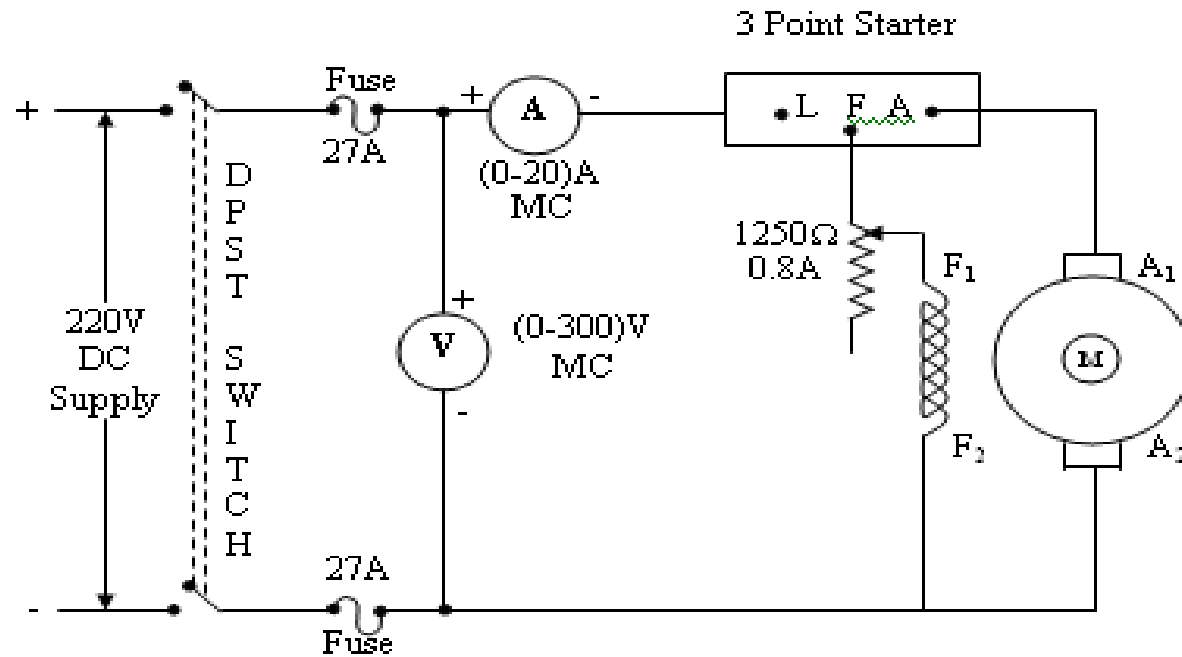 3 Point Starter
Fuse
27A
+
+
A
-
(0-20)A
MC
L F A
D
P
S
T
S
W
I
T
C
H
1250Ω
0.8A
F₁
A₁
220V
DC
Supply
+
V
-
(0-300)V
MC
M
F₂
A₂
27A
Fuse
-